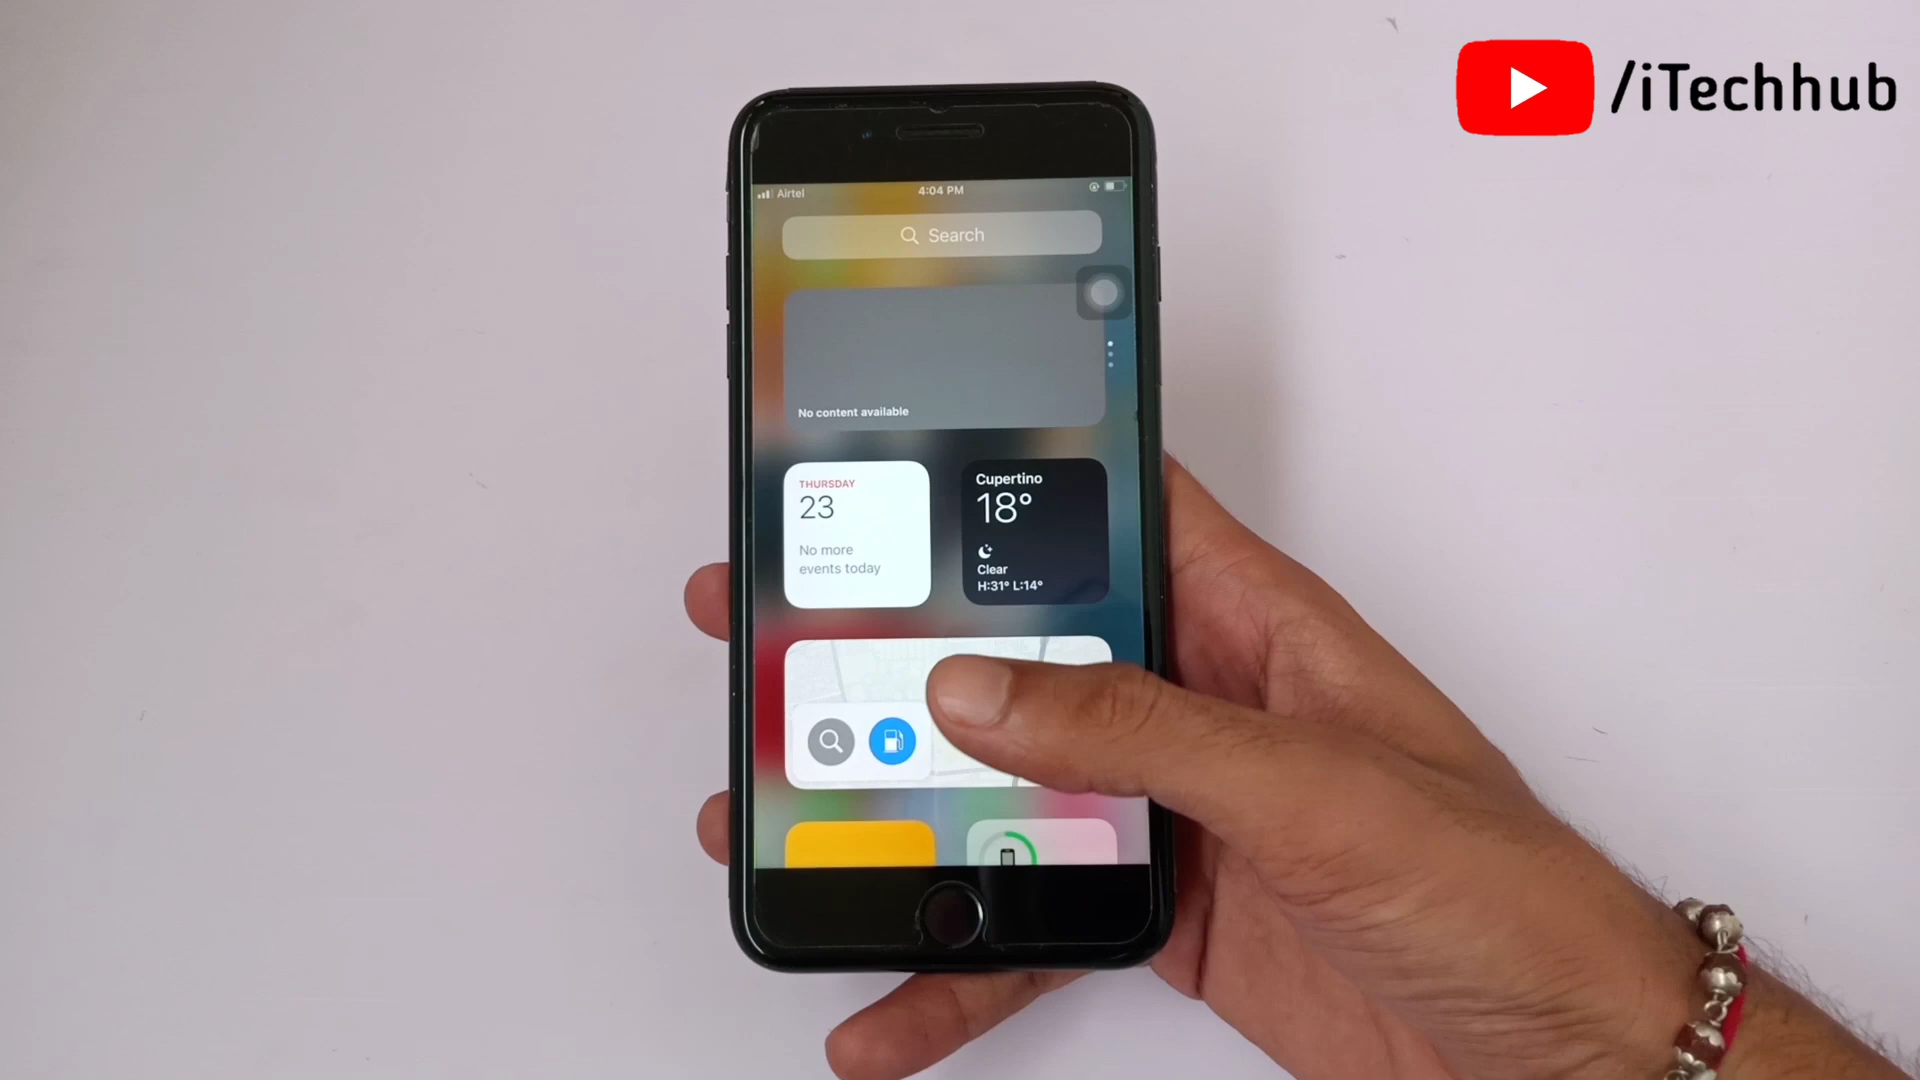 /iTechhub
Airtel
4:04 PM
Search
No content available
THURSDAY
23
No more
events today
Cupertino
18°
Clear
H:31° L:14°